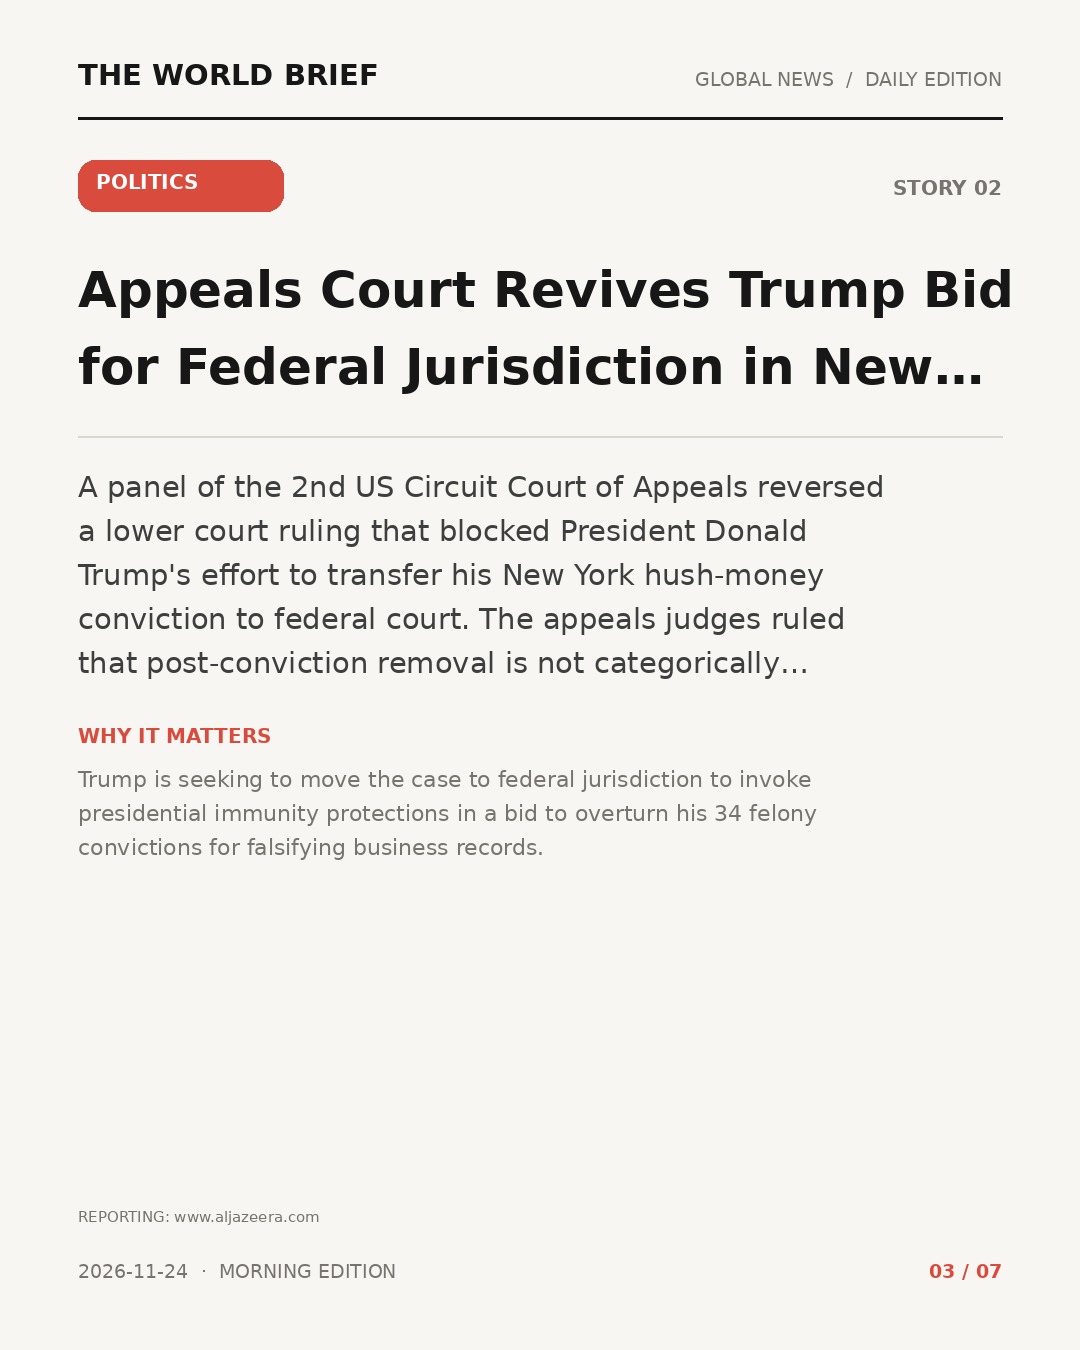 THE WORLD BRIEF
GLOBAL NEWS / DAILY EDITION
POLITICS
STORY 02
Appeals Court Revives Trump Bid
for Federal Jurisdiction in New…
A panel of the 2nd US Circuit Court of Appeals reversed
a lower court ruling that blocked President Donald
Trump's effort to transfer his New York hush-money
conviction to federal court. The appeals judges ruled
that post-conviction removal is not categorically…
WHY IT MATTERS
Trump is seeking to move the case to federal jurisdiction to invoke
presidential immunity protections in a bid to overturn his 34 felony
convictions for falsifying business records.
REPORTING: www.aljazeera.com
2026-11-24 · MORNING EDITION
03 / 07